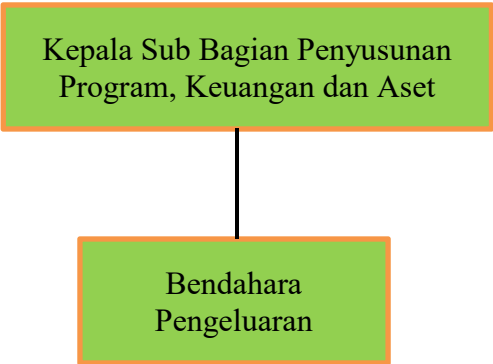 Kepala Sub Bagian Penyusunan
Program, Keuangan dan Aset
Bendahara
Pengeluaran